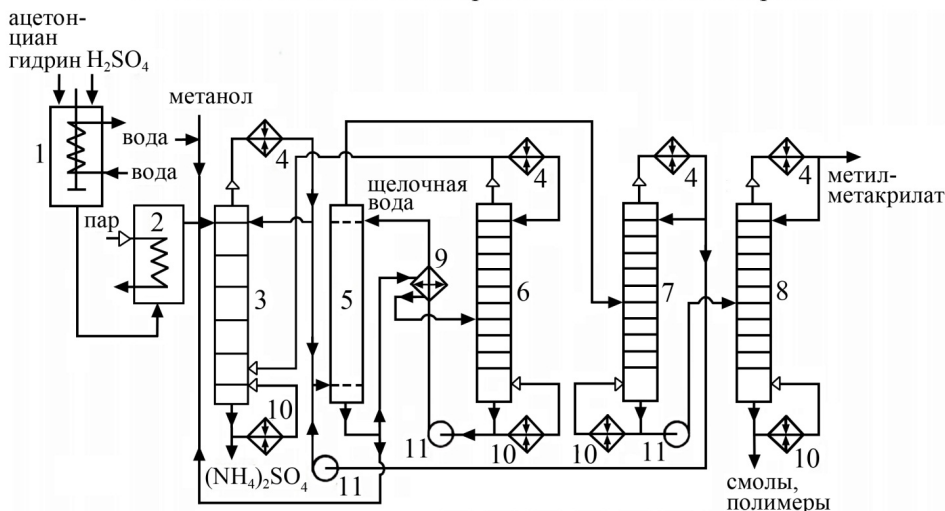 ацетон-
циан
гидрин H₂SO₄
метанол
вода
вода
1
пар
2
3
4
5
щелочная
вода
9
4
6
4
7
4
8
метил-
метакрилат
10
(NH₄)₂SO₄
11
11
10
10
11
10
смолы,
полимеры